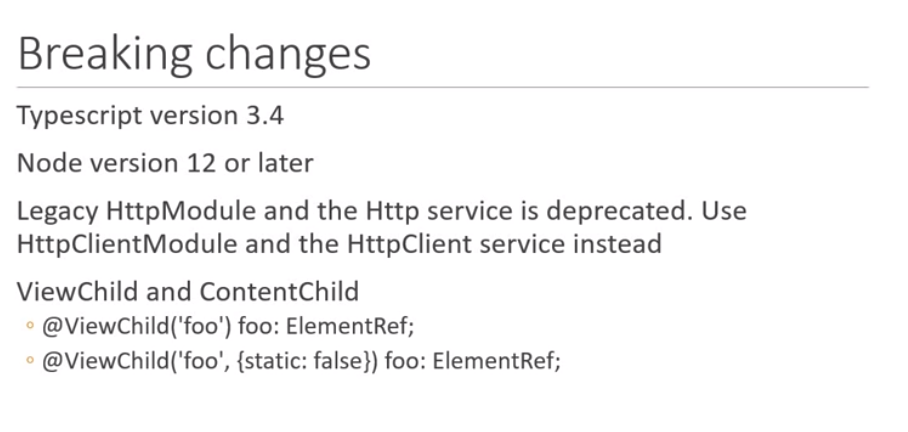 Breaking changes
Typescript version 3.4
Node version 12 or later
Legacy HttpModule and the Http service is deprecated. Use
HttpClientModule and the HttpClient service instead
ViewChild and ContentChild
◦ @ViewChild('foo') foo: ElementRef;
◦ @ViewChild('foo', {static: false}) foo: ElementRef;